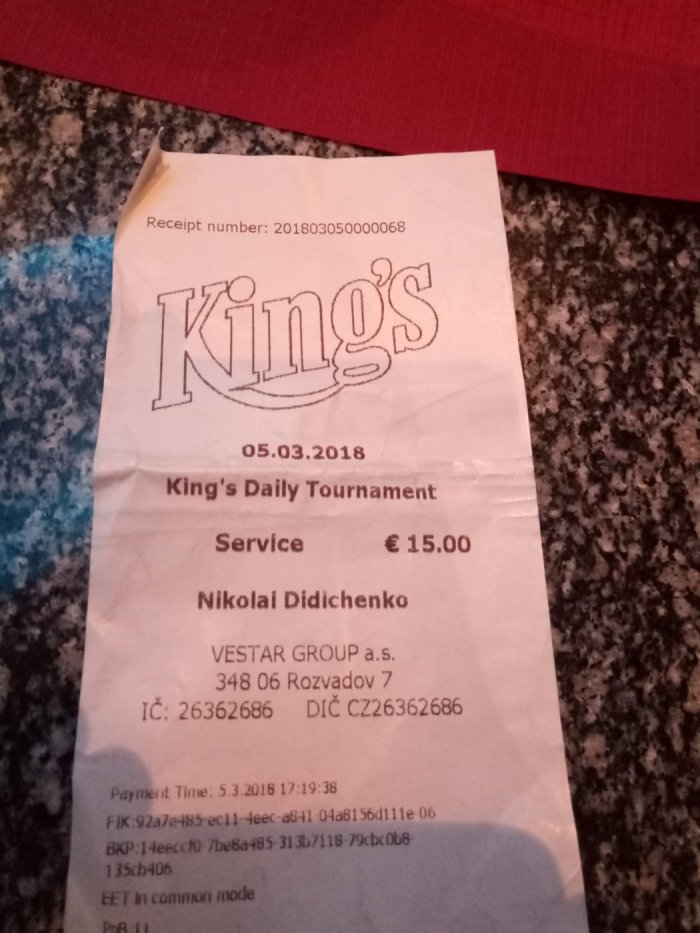 Receipt number: 201803050000068
King's
05.03.2018
King's Daily Tournament
Service € 15.00
Nikolai Didichenko
VESTAR GROUP a.s.
348 06 Rozvadov 7
IČ: 26362686 DIČ CZ26362686
Payment Time: 5.3.2018 17:19:38
FIK:92a7e485-ec11-4eec-a641-04a8156d111e-06
BKP:14eeccf0-7be8a485-313b7118-79cbc0b8-
135cb406
EET in common mode